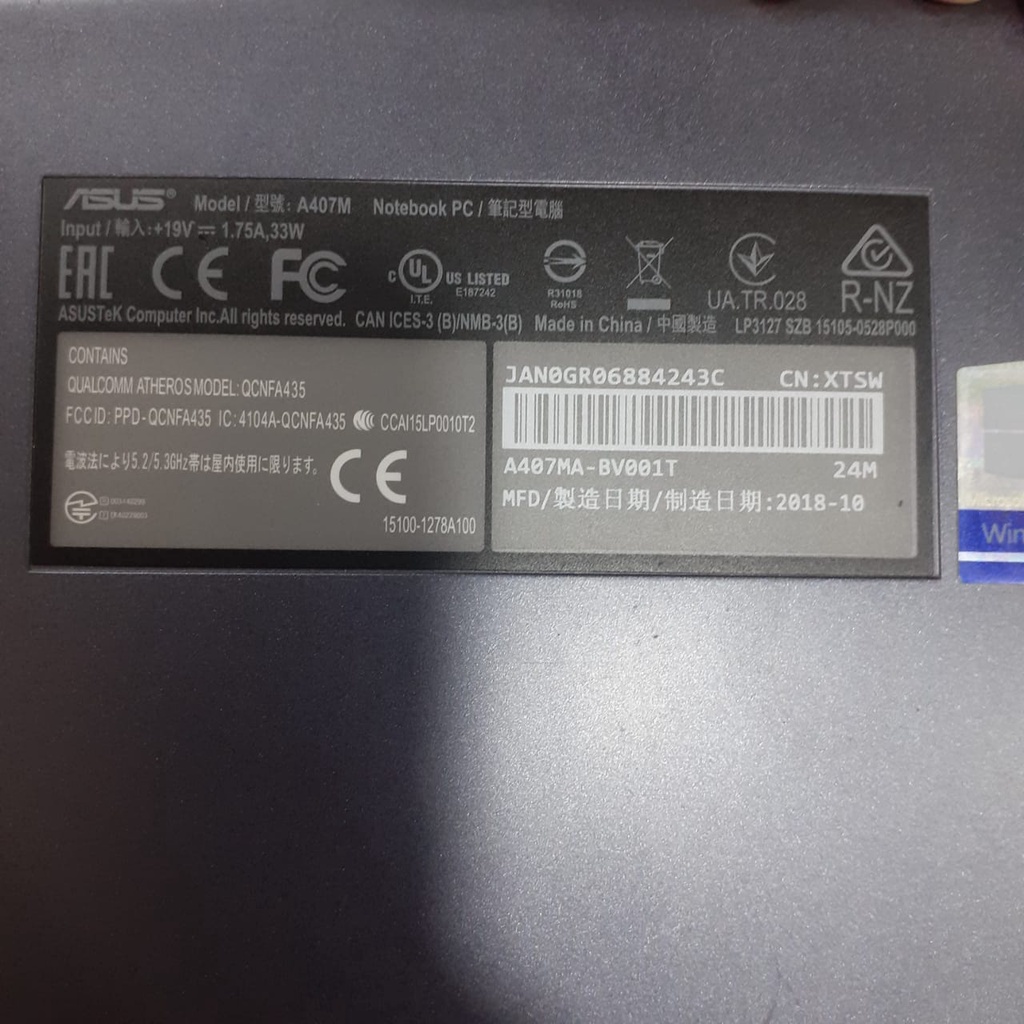 ASUS® Model / 型號: A407M Notebook PC / 筆記型電腦
Input / 輸入: +19V⎓ 1.75A,33W
EAC CE FC c UL US LISTED
I.T.E. E187242
R31018
RoHS
UA.TR.028
R-NZ
ASUSTeK Computer Inc.All rights reserved. CAN ICES-3 (B)/NMB-3(B) Made in China / 中國製造 LP3127 SZB 15105-0528P000
CONTAINS
QUALCOMM ATHEROS MODEL: QCNFA435
FCC ID: PPD-QCNFA435 IC: 4104A-QCNFA435 CCAI15LP0010T2
電波法により5.2/5.3GHz帯は屋内使用に限ります。 CE
15100-1278A100
JAN0GR06884243C CN:XTSW
A407MA-BV001T 24M
MFD/製造日期/制造日期:2018-10
Win